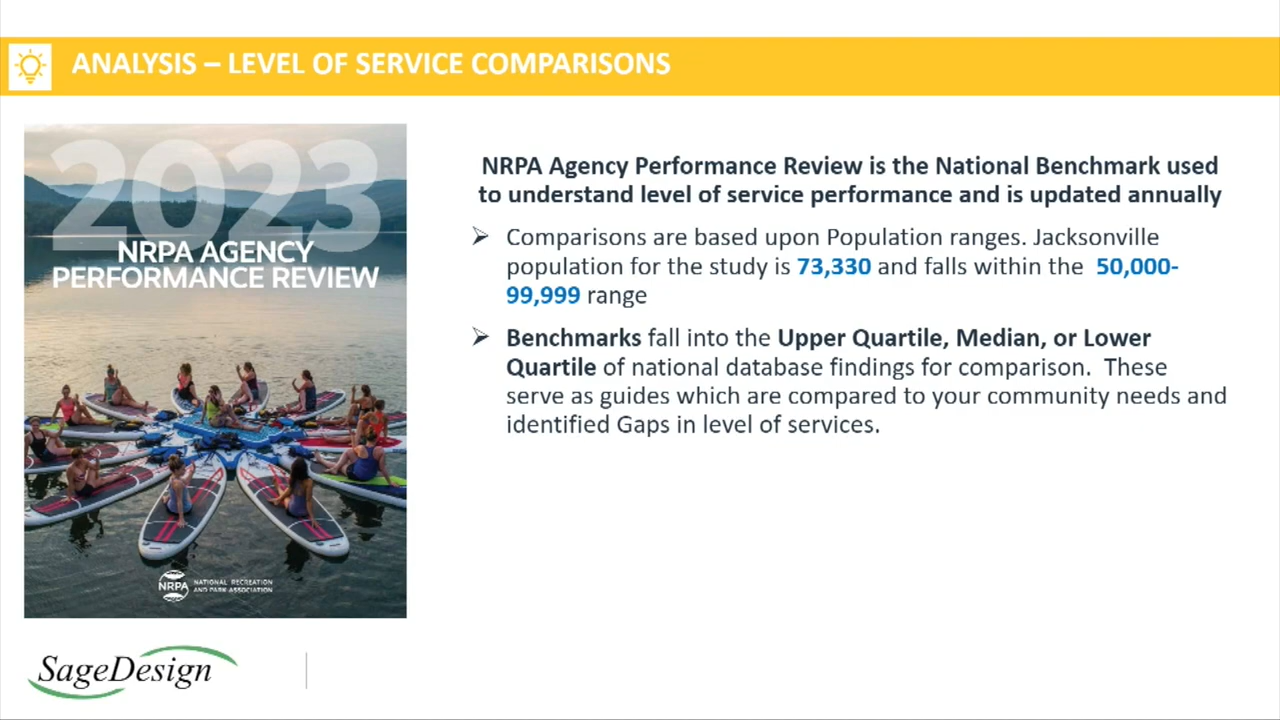 ANALYSIS – LEVEL OF SERVICE COMPARISONS
2023
NRPA AGENCY
PERFORMANCE REVIEW
NRPA
NATIONAL RECREATION
AND PARK ASSOCIATION
NRPA Agency Performance Review is the National Benchmark used
to understand level of service performance and is updated annually
Comparisons are based upon Population ranges. Jacksonville
population for the study is 73,330 and falls within the 50,000-
99,999 range
Benchmarks fall into the Upper Quartile, Median, or Lower
Quartile of national database findings for comparison. These
serve as guides which are compared to your community needs and
identified Gaps in level of services.
SageDesign